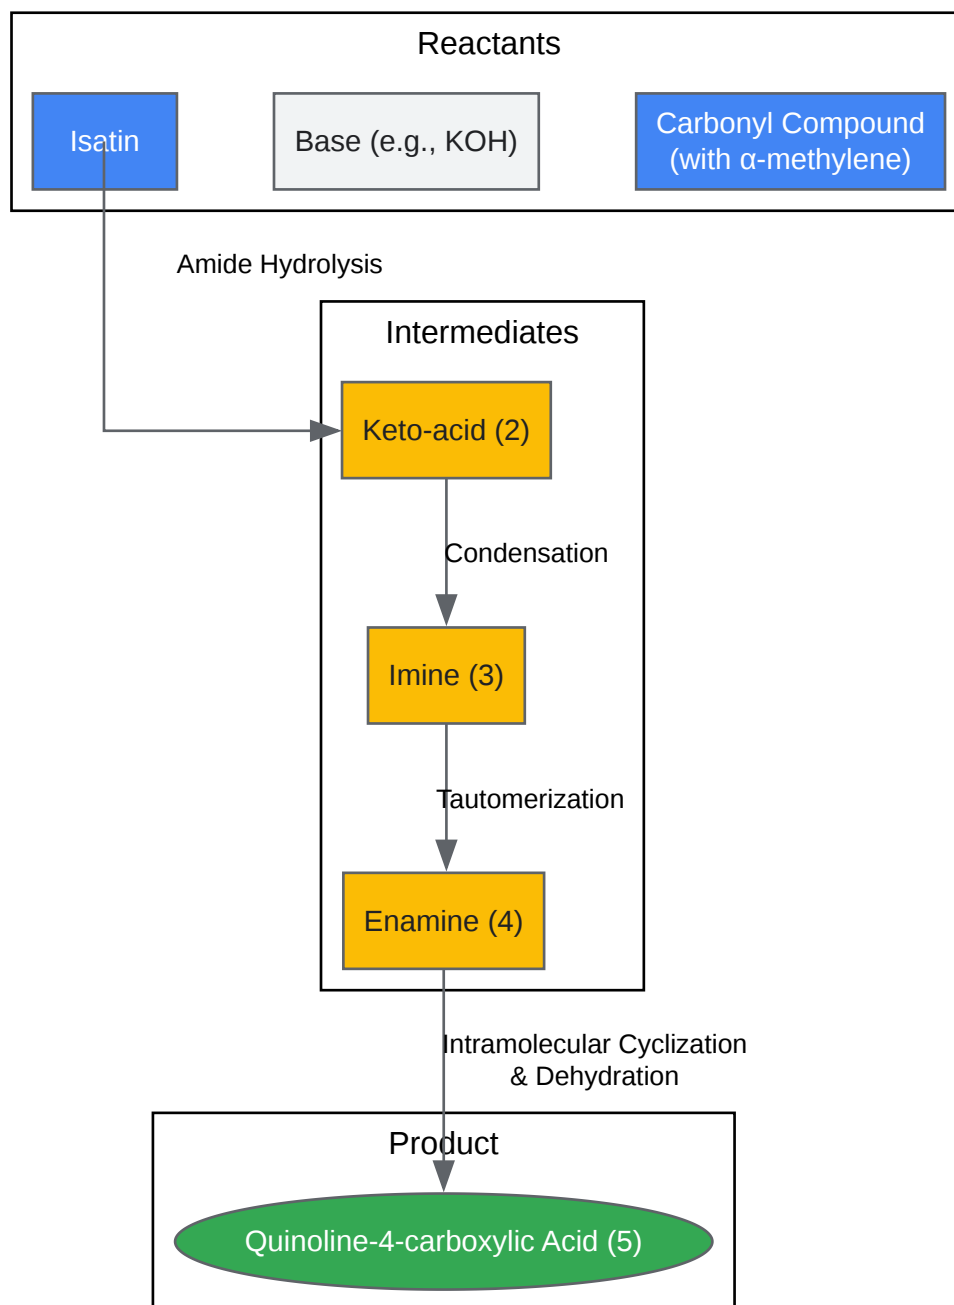 Reactants
Isatin
Base (e.g., KOH)
Carbonyl Compound
(with α-methylene)
Amide Hydrolysis
Intermediates
Keto-acid (2)
Condensation
Imine (3)
Tautomerization
Enamine (4)
Intramolecular Cyclization
& Dehydration
Product
Quinoline-4-carboxylic Acid (5)